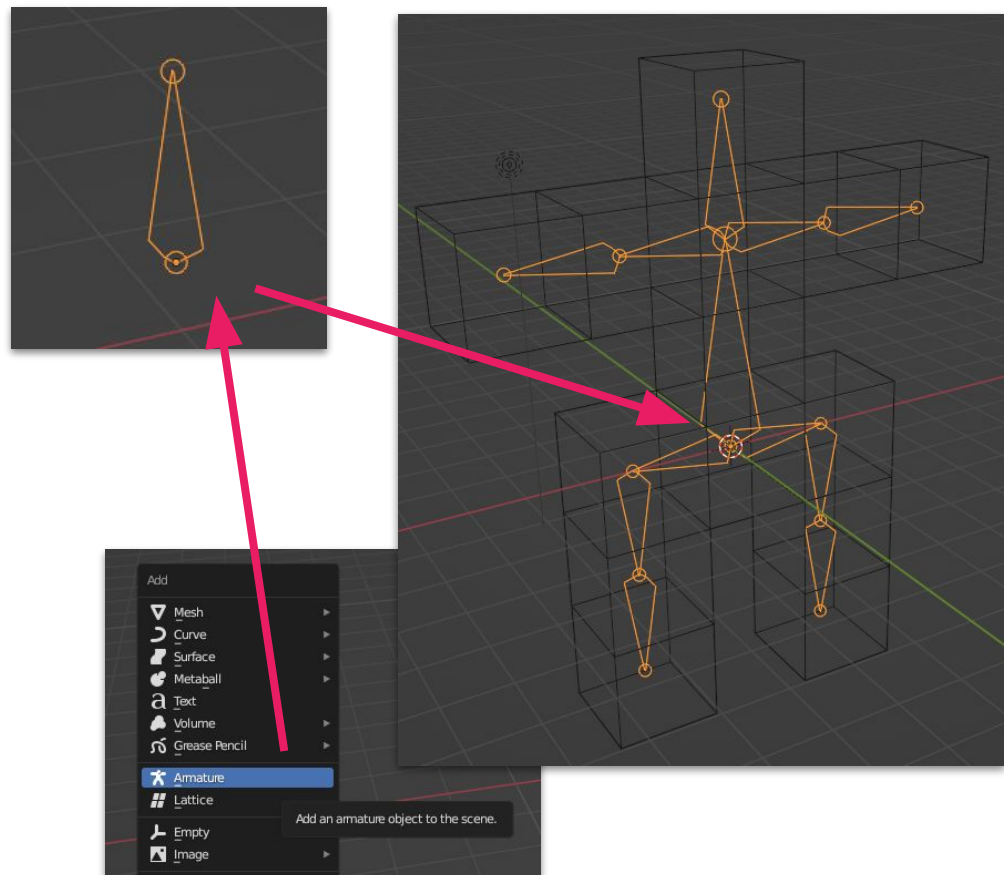 Add
Mesh
Curve
Surface
Metaball
Text
Volume
Grease Pencil
Armature
Lattice
Add an armature object to the scene.
Empty
Image